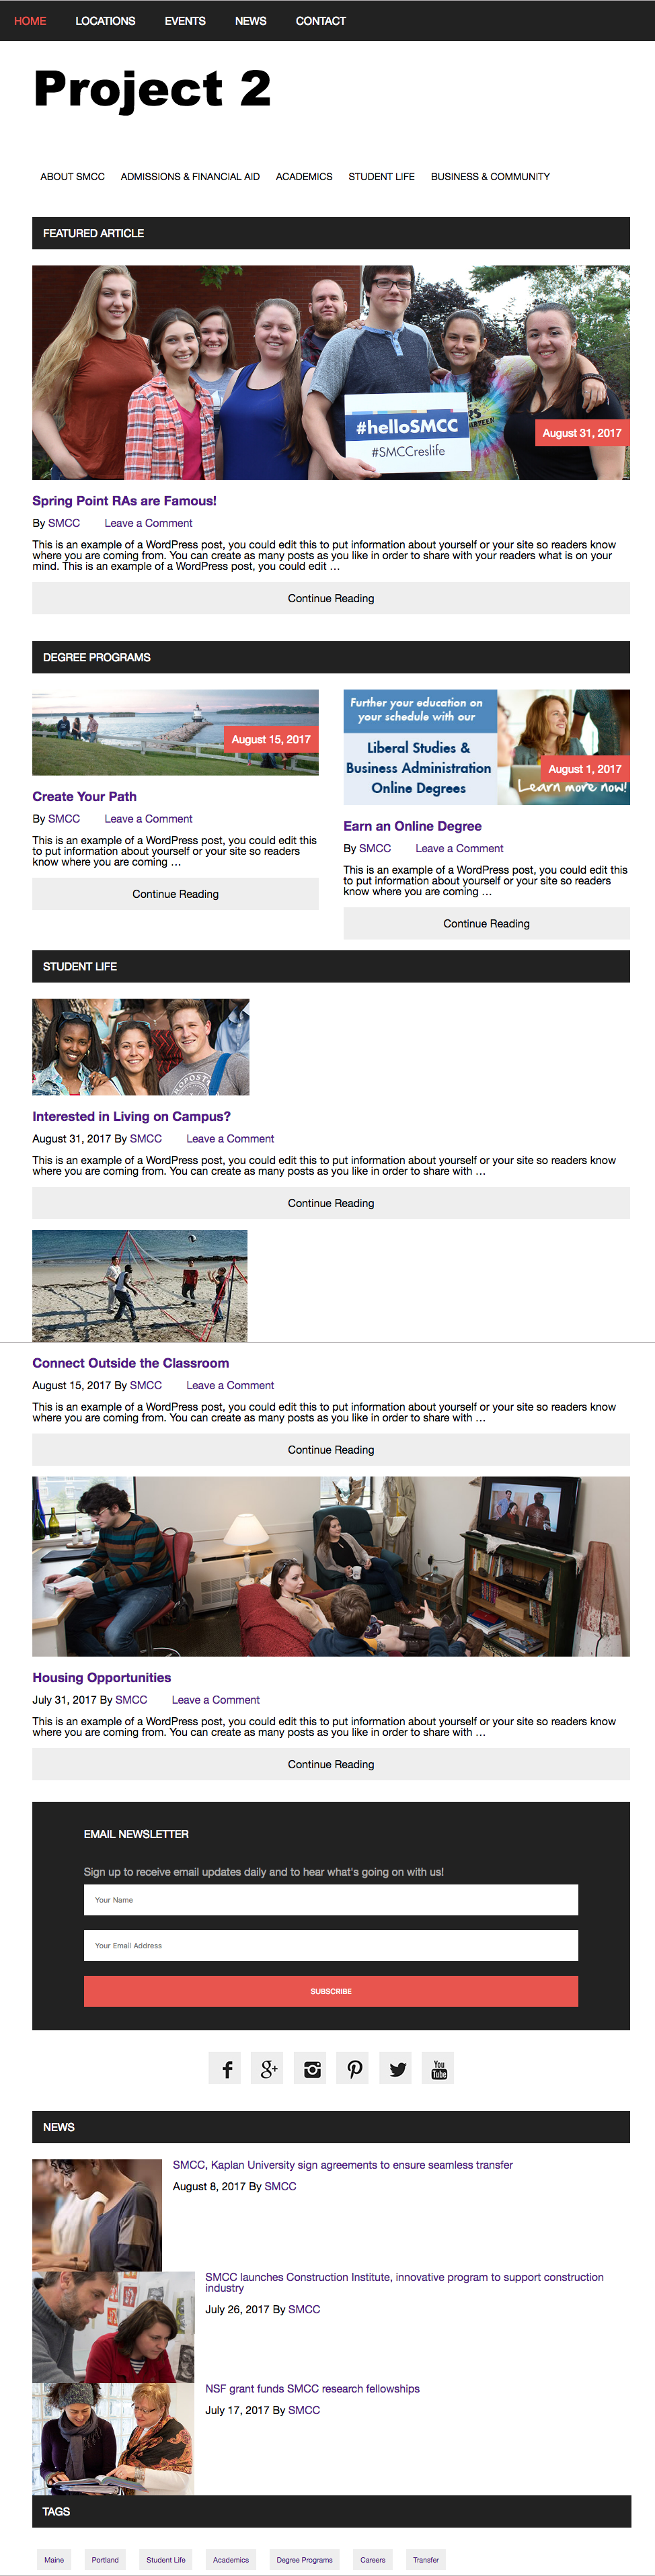 HOME LOCATIONS EVENTS NEWS CONTACT
Project 2
ABOUT SMCC ADMISSIONS & FINANCIAL AID ACADEMICS STUDENT LIFE BUSINESS & COMMUNITY
FEATURED ARTICLE
#helloSMCC
#SMCCreslife
August 31, 2017
Spring Point RAs are Famous!
By SMCC Leave a Comment
This is an example of a WordPress post, you could edit this to put information about yourself or your site so readers know
where you are coming from. You can create as many posts as you like in order to share with your readers what is on your
mind. This is an example of a WordPress post, you could edit …
Continue Reading
DEGREE PROGRAMS
August 15, 2017
Create Your Path
By SMCC Leave a Comment
This is an example of a WordPress post, you could edit this
to put information about yourself or your site so readers
know where you are coming …
Continue Reading
Further your education on
your schedule with our
Liberal Studies &
Business Administration
Online Degrees
August 1, 2017
Learn more now!
Earn an Online Degree
By SMCC Leave a Comment
This is an example of a WordPress post, you could edit this
to put information about yourself or your site so readers
know where you are coming …
Continue Reading
STUDENT LIFE
Interested in Living on Campus?
August 31, 2017 By SMCC Leave a Comment
This is an example of a WordPress post, you could edit this to put information about yourself or your site so readers know
where you are coming from. You can create as many posts as you like in order to share with …
Continue Reading
Connect Outside the Classroom
August 15, 2017 By SMCC Leave a Comment
This is an example of a WordPress post, you could edit this to put information about yourself or your site so readers know
where you are coming from. You can create as many posts as you like in order to share with …
Continue Reading
Housing Opportunities
July 31, 2017 By SMCC Leave a Comment
This is an example of a WordPress post, you could edit this to put information about yourself or your site so readers know
where you are coming from. You can create as many posts as you like in order to share with …
Continue Reading
EMAIL NEWSLETTER
Sign up to receive email updates daily and to hear what's going on with us!
Your Name
Your Email Address
SUBSCRIBE
You Tube
NEWS
SMCC, Kaplan University sign agreements to ensure seamless transfer
August 8, 2017 By SMCC
SMCC launches Construction Institute, innovative program to support construction
industry
July 26, 2017 By SMCC
NSF grant funds SMCC research fellowships
July 17, 2017 By SMCC
TAGS
Maine Portland Student Life Academics Degree Programs Careers Transfer